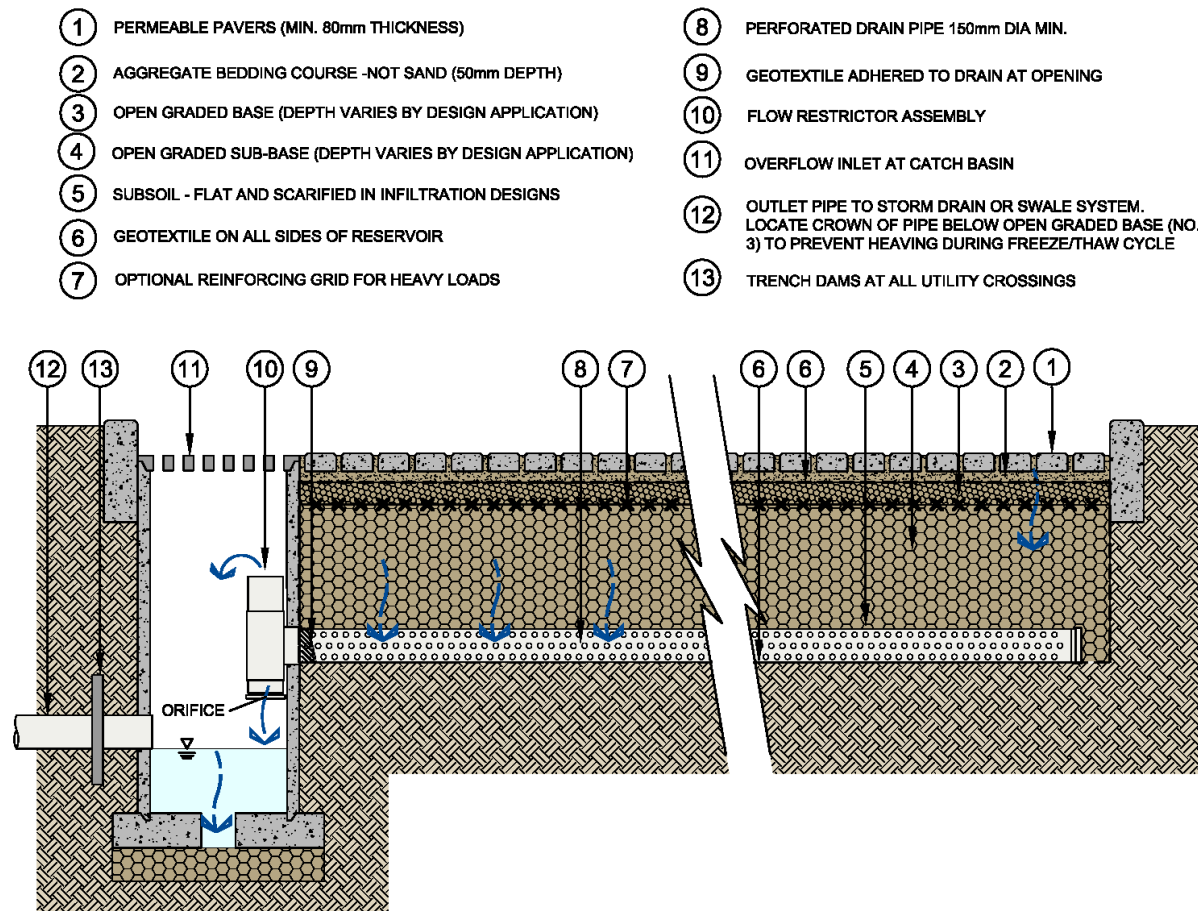 1 PERMEABLE PAVERS (MIN. 80mm THICKNESS)
2 AGGREGATE BEDDING COURSE -NOT SAND (50mm DEPTH)
3 OPEN GRADED BASE (DEPTH VARIES BY DESIGN APPLICATION)
4 OPEN GRADED SUB-BASE (DEPTH VARIES BY DESIGN APPLICATION)
5 SUBSOIL - FLAT AND SCARIFIED IN INFILTRATION DESIGNS
6 GEOTEXTILE ON ALL SIDES OF RESERVOIR
7 OPTIONAL REINFORCING GRID FOR HEAVY LOADS
8 PERFORATED DRAIN PIPE 150mm DIA MIN.
9 GEOTEXTILE ADHERED TO DRAIN AT OPENING
10 FLOW RESTRICTOR ASSEMBLY
11 OVERFLOW INLET AT CATCH BASIN
12 OUTLET PIPE TO STORM DRAIN OR SWALE SYSTEM.
LOCATE CROWN OF PIPE BELOW OPEN GRADED BASE (NO.
3) TO PREVENT HEAVING DURING FREEZE/THAW CYCLE
13 TRENCH DAMS AT ALL UTILITY CROSSINGS
12 13 11 10 9 8 7 6 6 5 4 3 2 1
ORIFICE